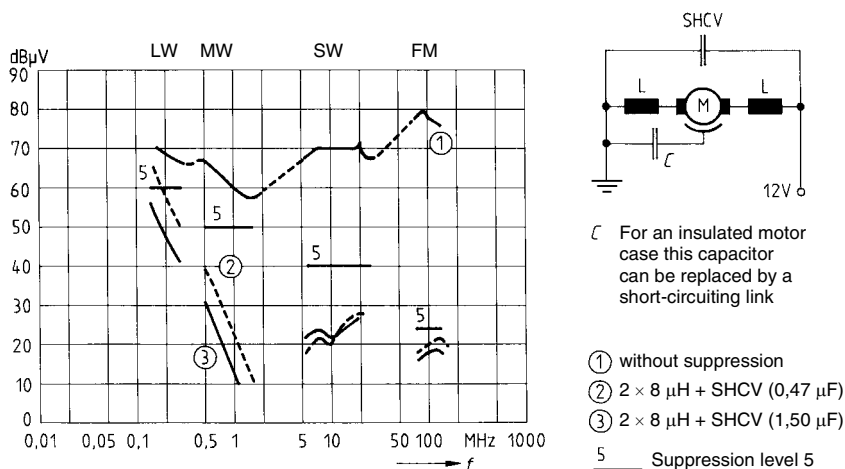 LW MW SW FM
dBµV
90
80
70
60
50
40
30
20
10
0
5
5
5
5
1
2
3
0,01 0,05 0,1 0,5 1 5 10 50 100 MHz 1000
f
SHCV
L M L
C
12V
C For an insulated motor
case this capacitor
can be replaced by a
short-circuiting link
1 without suppression
2 2 × 8 µH + SHCV (0,47 µF)
3 2 × 8 µH + SHCV (1,50 µF)
5 Suppression level 5